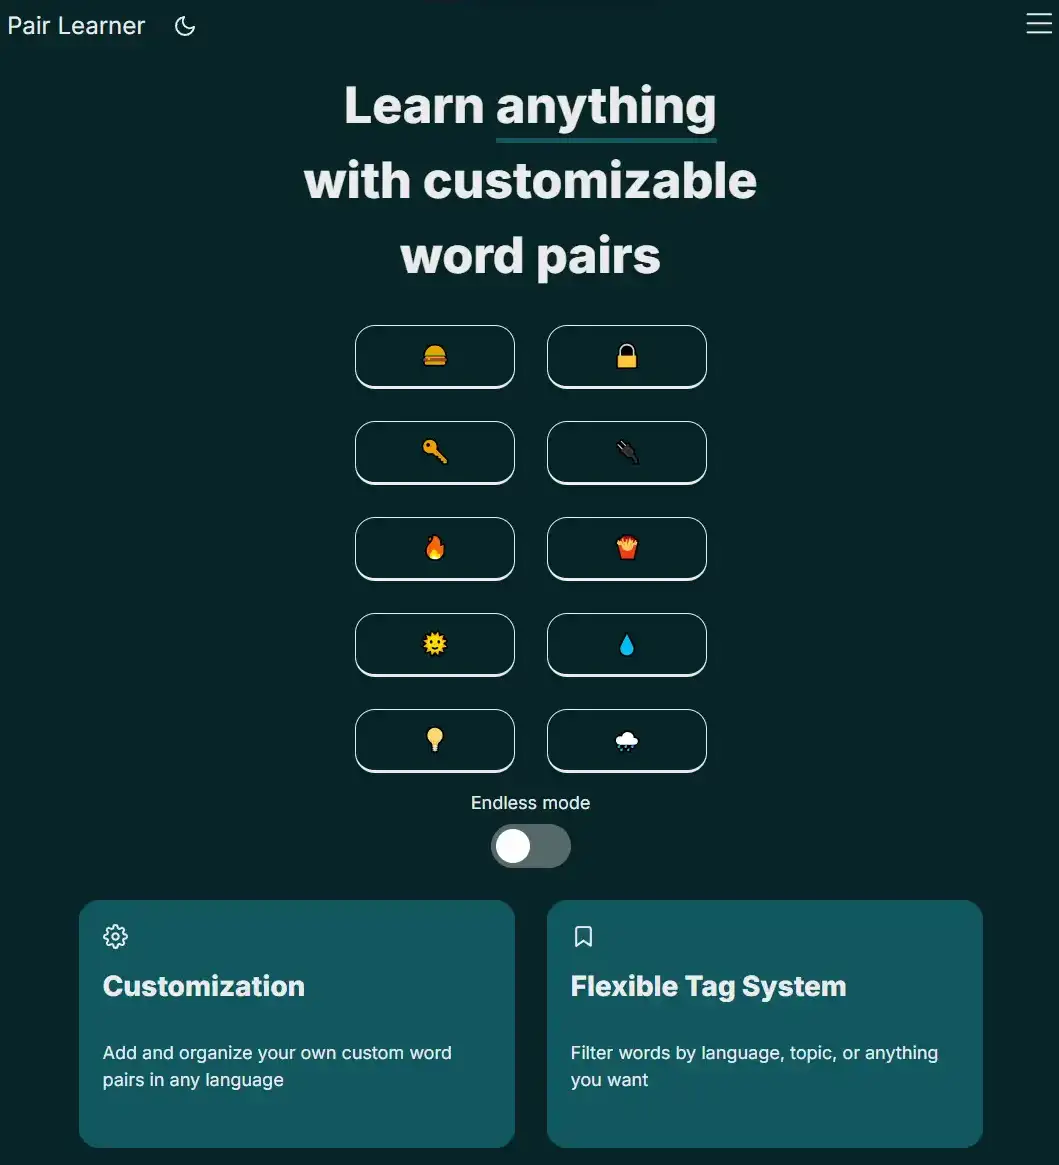 Pair Learner
Learn anything
with customizable
word pairs
Endless mode
Customization
Add and organize your own custom word
pairs in any language
Flexible Tag System
Filter words by language, topic, or anything
you want